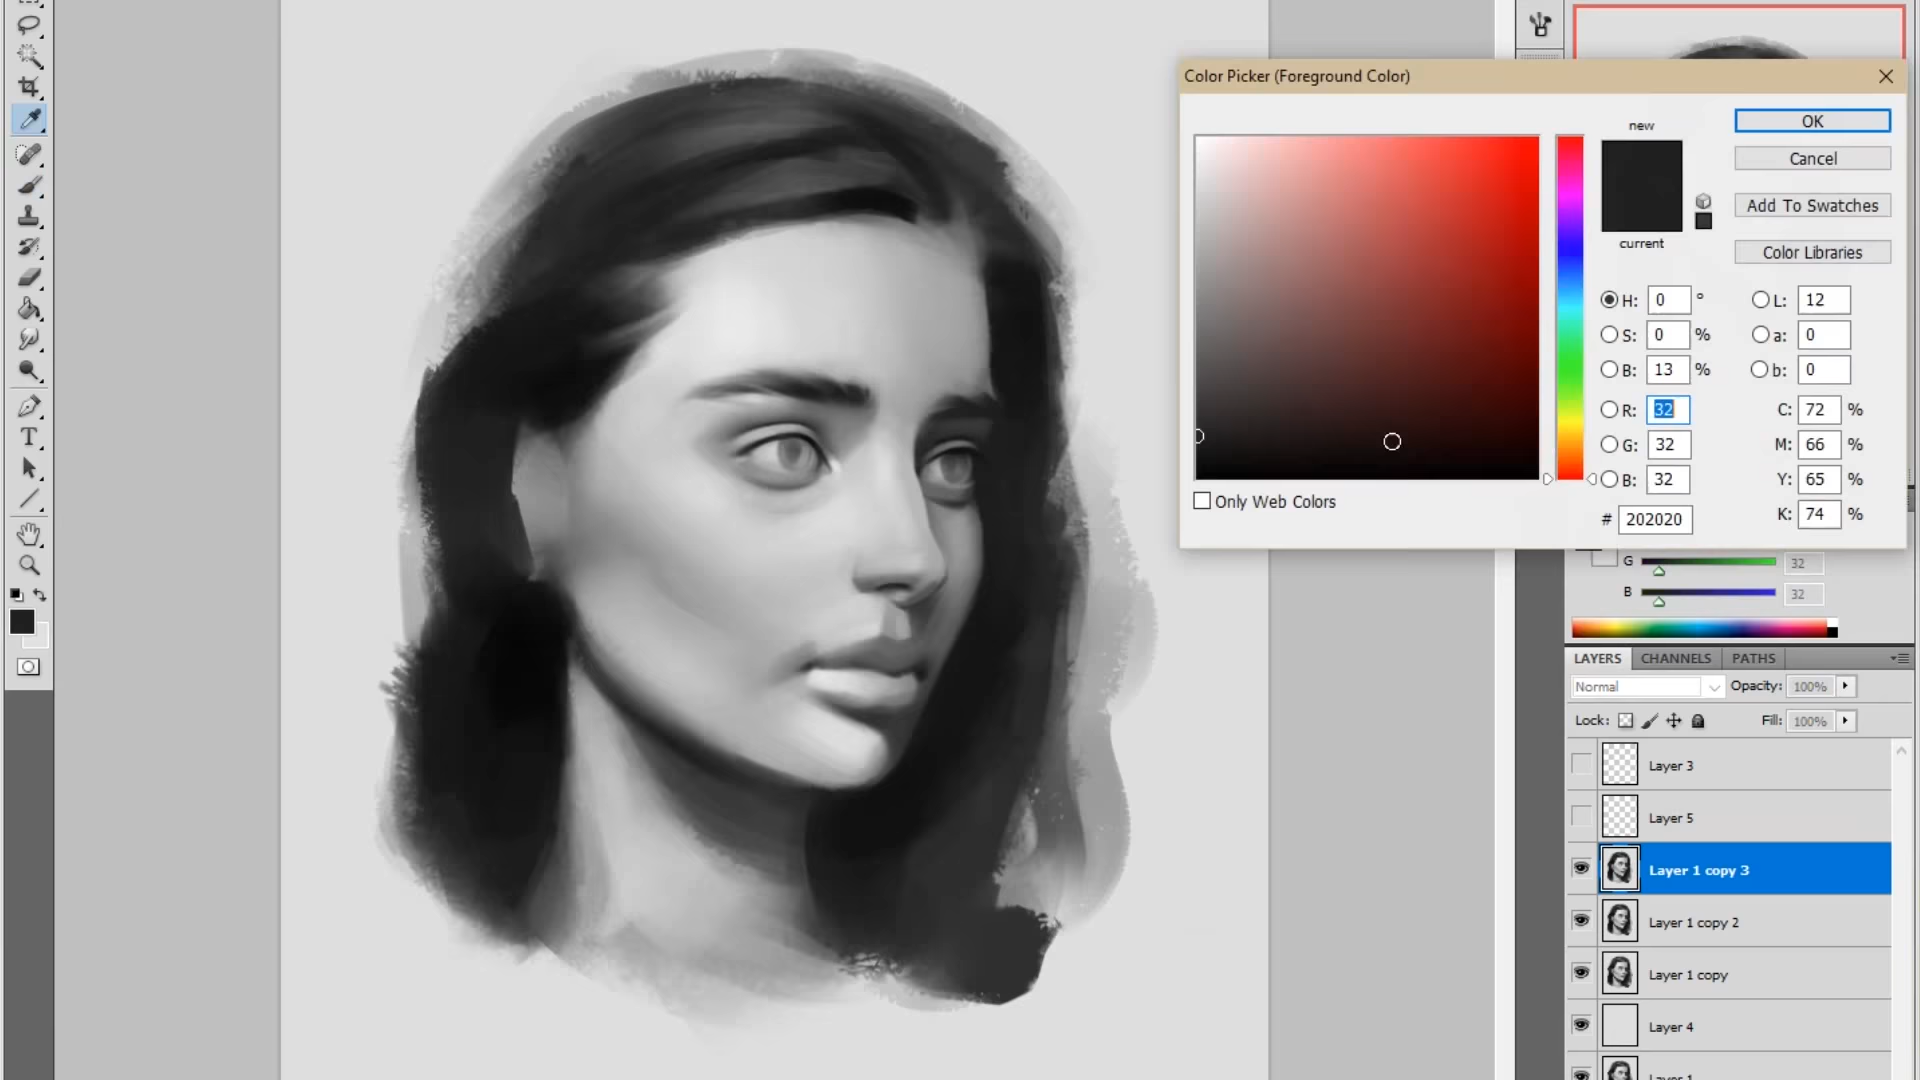 Color Picker (Foreground Color)
new
current
OK
Cancel
Add To Swatches
Color Libraries
H: 0 °
S: 0 %
B: 13 %
R: 32
G: 32
B: 32
# 202020
L: 12
a: 0
b: 0
C: 72 %
M: 66 %
Y: 65 %
K: 74 %
Only Web Colors
G 32
B 32
LAYERS CHANNELS PATHS
Normal Opacity: 100%
Lock: Fill: 100%
Layer 3
Layer 5
Layer 1 copy 3
Layer 1 copy 2
Layer 1 copy
Layer 4
Layer 1